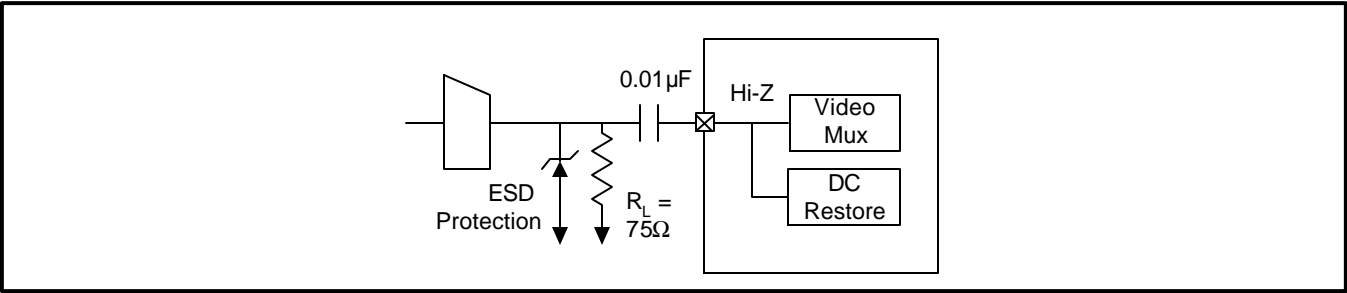 0.01µF
Hi-Z
Video
Mux
DC
Restore
ESD
Protection
R_L =
75Ω